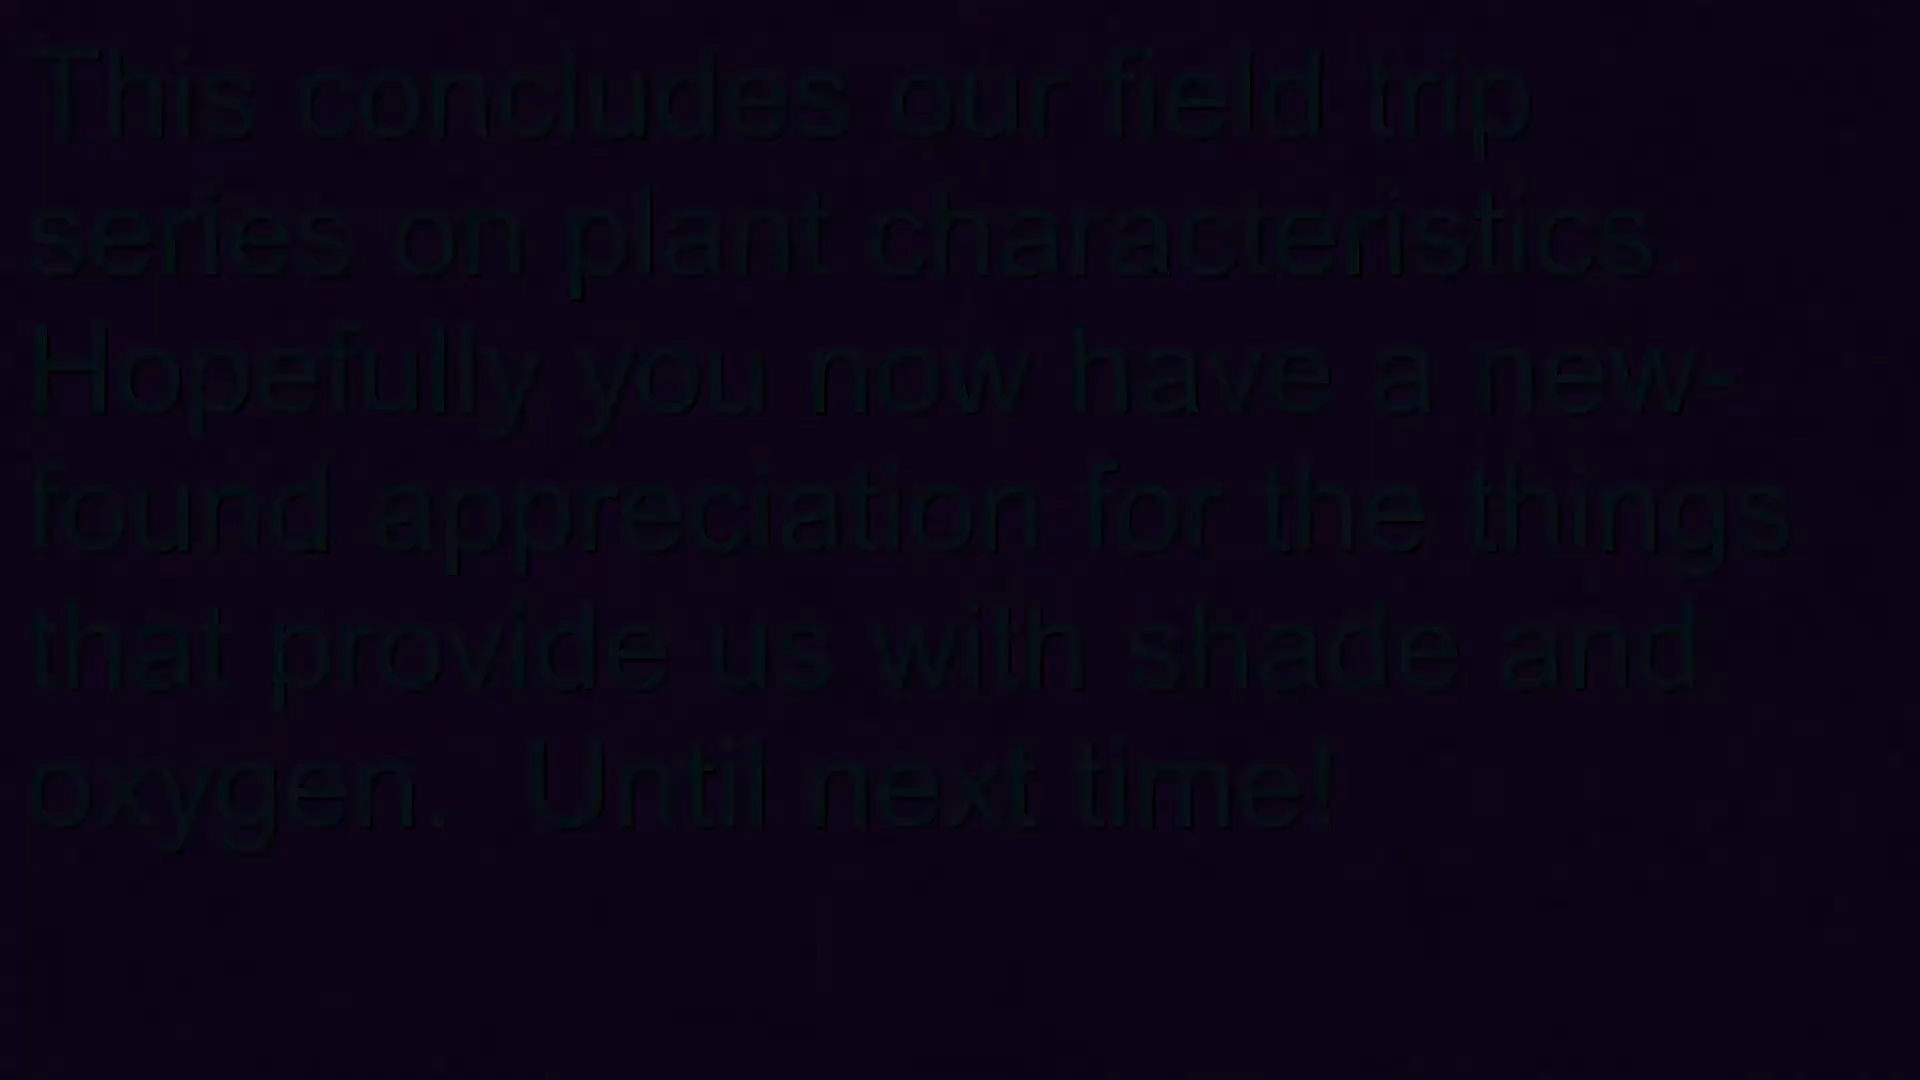 This concludes our field trip
series on plant characteristics.
Hopefully you now have a new-
found appreciation for the things
that provide us with shade and
oxygen.  Until next time!